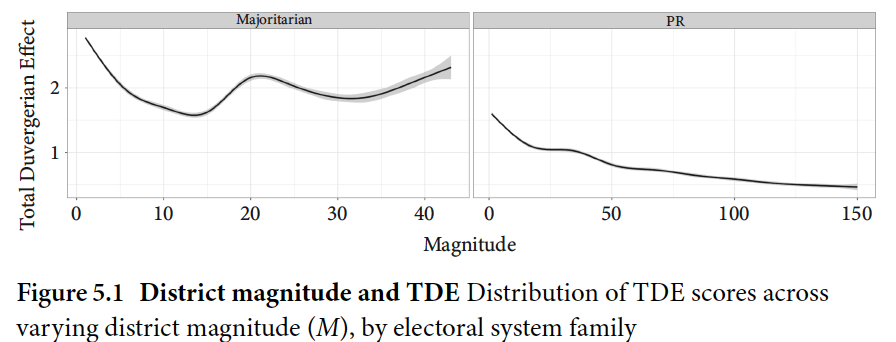 Majoritarian
PR
Total Duvergerian Effect
2
1
0 10 20 30 40
0 50 100 150
Magnitude
Figure 5.1 District magnitude and TDE Distribution of TDE scores across
varying district magnitude (M), by electoral system family